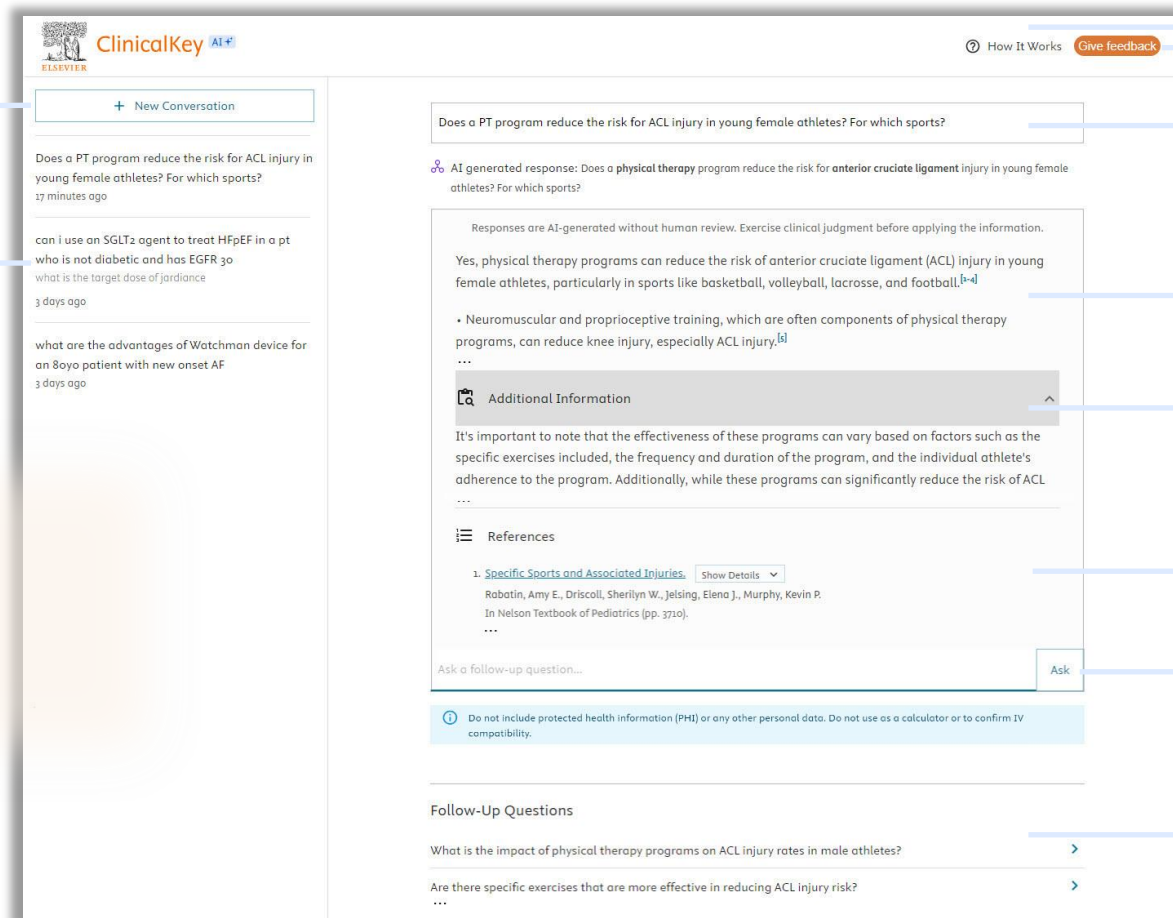 ELSEVIER
ClinicalKey AI+
How It Works
Give feedback
+ New Conversation
Does a PT program reduce the risk for ACL injury in
young female athletes? For which sports?
17 minutes ago
can i use an SGLT2 agent to treat HFpEF in a pt
who is not diabetic and has EGFR 30
what is the target dose of jardiance
3 days ago
what are the advantages of Watchman device for
an 80yo patient with new onset AF
3 days ago
Does a PT program reduce the risk for ACL injury in young female athletes? For which sports?
AI generated response: Does a physical therapy program reduce the risk for anterior cruciate ligament injury in young female
athletes? For which sports?
Responses are AI-generated without human review. Exercise clinical judgment before applying the information.
Yes, physical therapy programs can reduce the risk of anterior cruciate ligament (ACL) injury in young
female athletes, particularly in sports like basketball, volleyball, lacrosse, and football.[1-4]
• Neuromuscular and proprioceptive training, which are often components of physical therapy
programs, can reduce knee injury, especially ACL injury.[5]
...
Additional Information
It's important to note that the effectiveness of these programs can vary based on factors such as the
specific exercises included, the frequency and duration of the program, and the individual athlete's
adherence to the program. Additionally, while these programs can significantly reduce the risk of ACL
...
References
1. Specific Sports and Associated Injuries. Show Details
Rabatin, Amy E., Driscoll, Sherilyn W., Jelsing, Elena J., Murphy, Kevin P.
In Nelson Textbook of Pediatrics (pp. 3710).
...
Ask a follow-up question...
Ask
Do not include protected health information (PHI) or any other personal data. Do not use as a calculator or to confirm IV
compatibility.
Follow-Up Questions
What is the impact of physical therapy programs on ACL injury rates in male athletes?
Are there specific exercises that are more effective in reducing ACL injury risk?
...